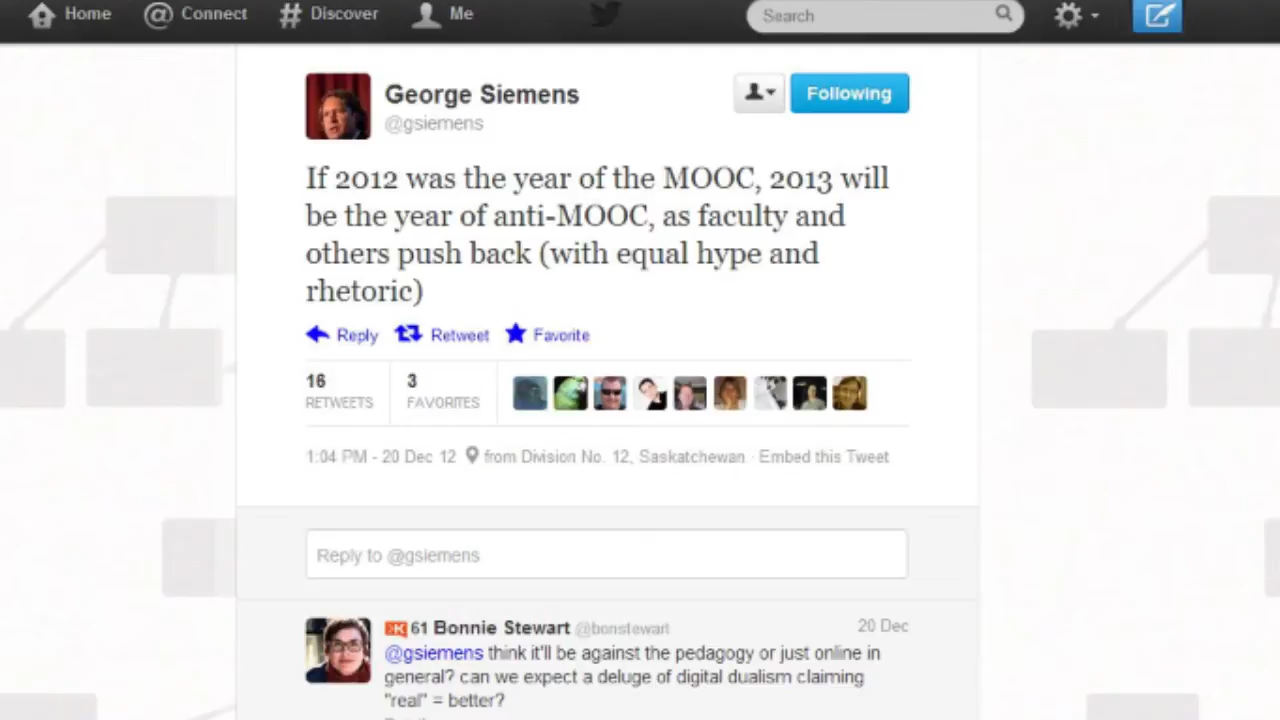 Home Connect Discover Me Search
George Siemens
@gsiemens
Following
If 2012 was the year of the MOOC, 2013 will
be the year of anti-MOOC, as faculty and
others push back (with equal hype and
rhetoric)
Reply Retweet Favorite
16 3
RETWEETS FAVORITES
1:04 PM - 20 Dec 12 from Division No. 12, Saskatchewan · Embed this Tweet
Reply to @gsiemens
K 61 Bonnie Stewart @bonstewart 20 Dec
@gsiemens think it'll be against the pedagogy or just online in
general? can we expect a deluge of digital dualism claiming
"real" = better?